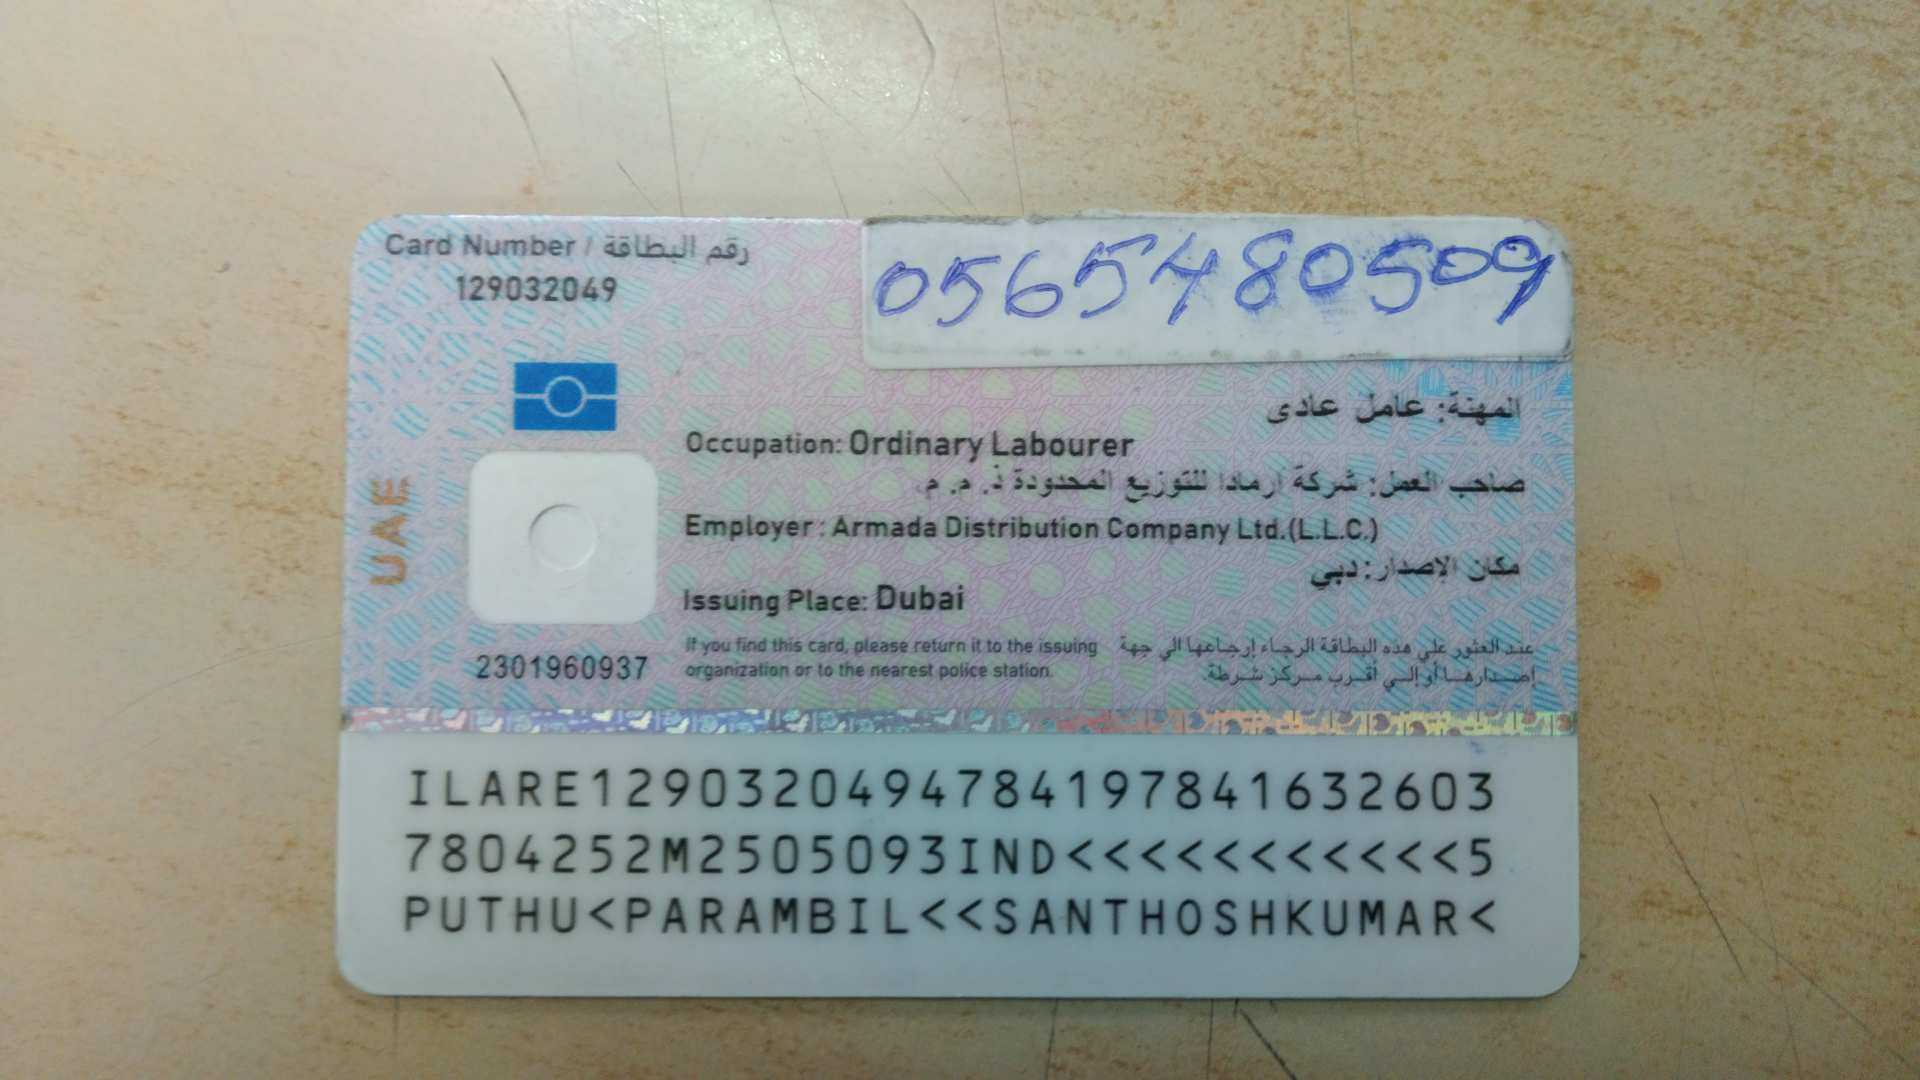 Card Number / رقم البطاقة
129032049
0565480509
المهنة: عامل عادى
Occupation: Ordinary Labourer
صاحب العمل: شركة ارمادا للتوزيع المحدودة ذ. م. م.
Employer : Armada Distribution Company Ltd.(L.L.C.)
مكان الإصدار: دبي
Issuing Place: Dubai
UAE
2301960937
If you find this card, please return it to the issuing
organization or to the nearest police station.
عند العثور علي هذه البطاقة الرجاء إرجاعها الي جهة
إصدارها أو إلي أقرب مركز شرطة.
ILARE1290320494784197841632603
7804252M2505093IND<<<<<<<<<<<5
PUTHU<PARAMBIL<<SANTHOSHKUMAR<